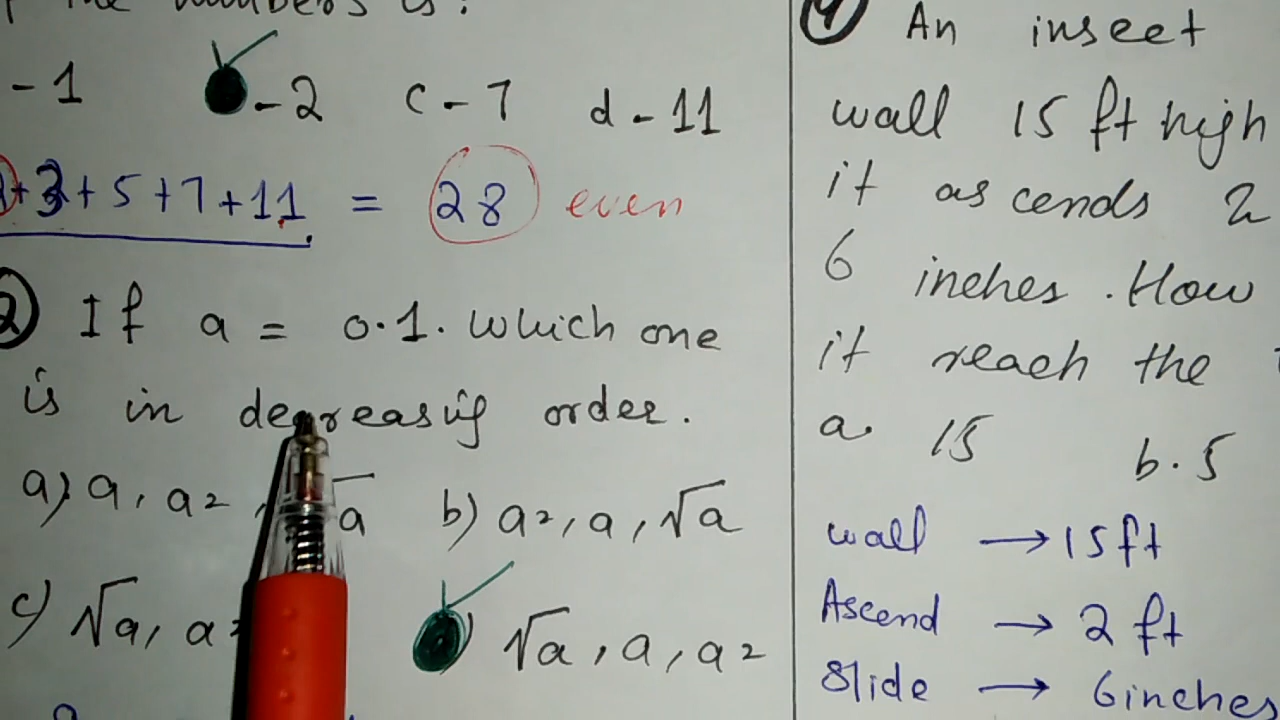 the numbers is?
- 1 - 2 c - 7 d - 11
+3+5+7+11 = 28 even
2) If a = 0.1. which one
is in decreasing order.
a) a, a2, √a b) a2, a, √a
c) √a, a2 √a, a, a2
4) An insect
wall 15 ft high
it ascends 2
6 inches. How
it reach the
a. 15 b. 5
wall → 15ft
Ascend → 2 ft
Slide → 6inches